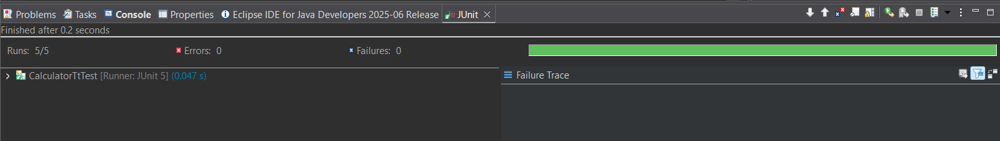 Problems Tasks Console Properties Eclipse IDE for Java Developers 2025-06 Release JUnit
Finished after 0.2 seconds
Runs: 5/5 Errors: 0 Failures: 0
CalculatorTtTest [Runner: JUnit 5] (0.047 s)
Failure Trace